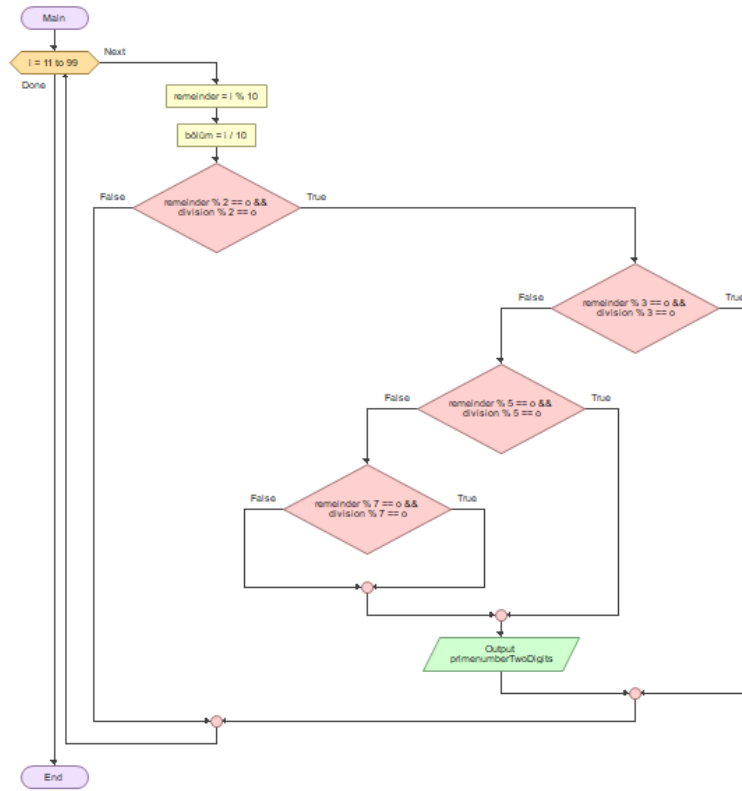 Main
i = 11 to 99
Next
Done
remeinder = i % 10
bölüm = i / 10
False
True
remeinder % 2 == o &&
division % 2 == o
False
True
remeinder % 3 == o &&
division % 3 == o
False
True
remeinder % 5 == o &&
division % 5 == o
False
True
remeinder % 7 == o &&
division % 7 == o
Output
primenumberTwoDigits
End